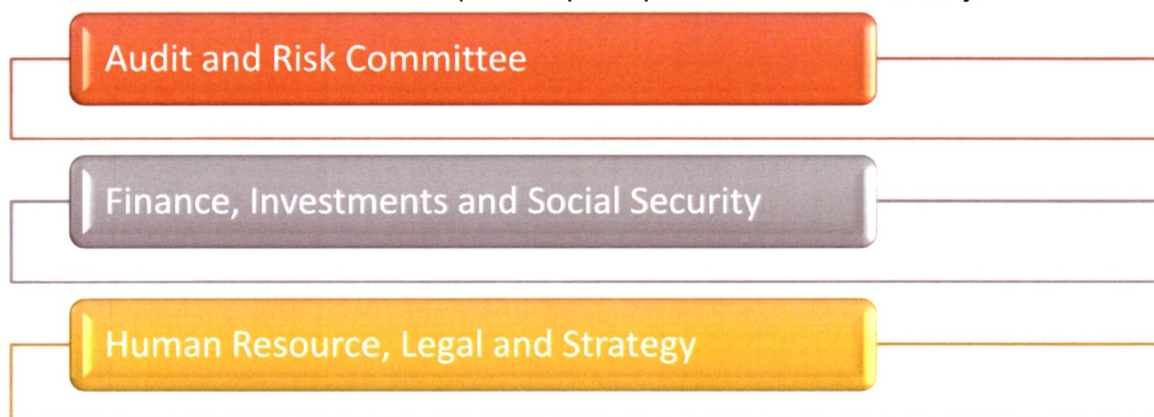 Audit and Risk Committee
Finance, Investments and Social Security
Human Resource, Legal and Strategy